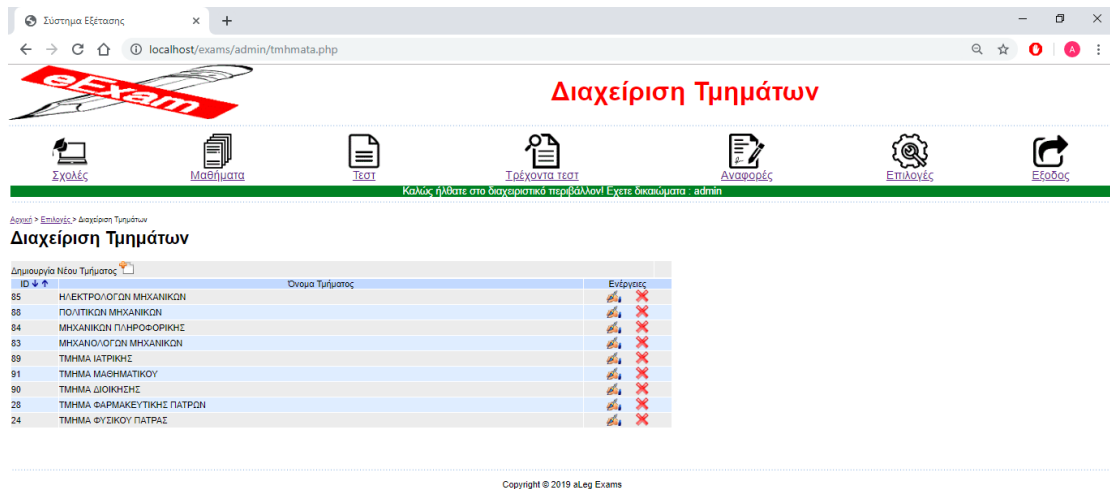 Σύστημα Εξέτασης
localhost/exams/admin/tmhmata.php
A
eExam
Διαχείριση Τμημάτων
Σχολές Μαθήματα Τεστ Τρέχοντα τεστ Αναφορές Επιλογές Εξοδος
Καλώς ήλθατε στο διαχειριστικό περιβάλλον! Εχετε δικαιώματα : admin
Αρχική > Επιλογές > Διαχείριση Τμημάτων
Διαχείριση Τμημάτων
Δημιουργία Νέου Τμήματος
ID Όνομα Τμήματος Ενέργειες
85 ΗΛΕΚΤΡΟΛΟΓΩΝ ΜΗΧΑΝΙΚΩΝ
88 ΠΟΛΙΤΙΚΩΝ ΜΗΧΑΝΙΚΩΝ
84 ΜΗΧΑΝΙΚΩΝ ΠΛΗΡΟΦΟΡΙΚΗΣ
83 ΜΗΧΑΝΟΛΟΓΩΝ ΜΗΧΑΝΙΚΩΝ
89 ΤΜΗΜΑ ΙΑΤΡΙΚΗΣ
91 ΤΜΗΜΑ ΜΑΘΗΜΑΤΙΚΟΥ
90 ΤΜΗΜΑ ΔΙΟΙΚΗΣΗΣ
28 ΤΜΗΜΑ ΦΑΡΜΑΚΕΥΤΙΚΗΣ ΠΑΤΡΩΝ
24 ΤΜΗΜΑ ΦΥΣΙΚΟΥ ΠΑΤΡΑΣ
Copyright © 2019 aLeg Exams